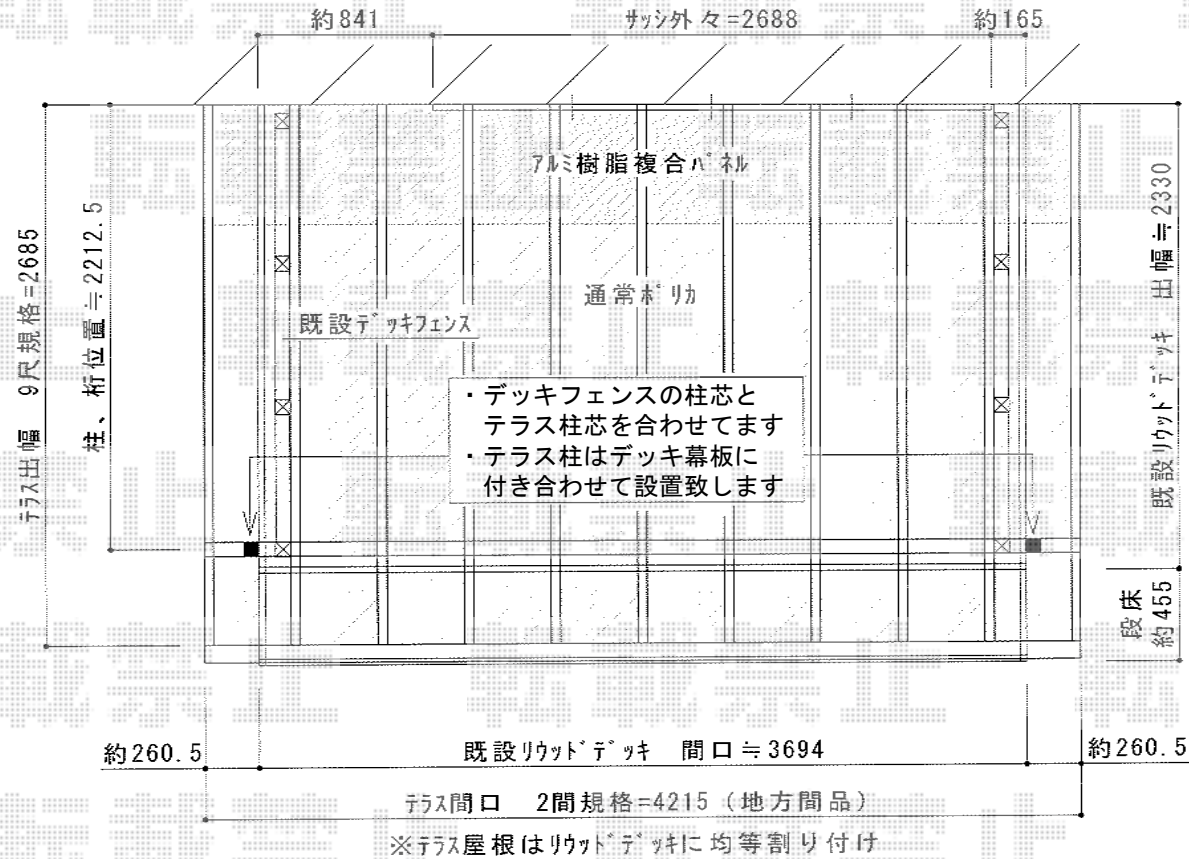 約841
サッシ外々=2688
約165
アルミ樹脂複合パネル
通常ポリカ
既設デッキフェンス
・デッキフェンスの柱芯と
テラス柱芯を合わせてます
・テラス柱はデッキ幕板に
付き合わせて設置致します
テラス出幅 9尺規格=2685
柱、桁位置≒2212.5
既設リウッドデッキ 出幅≒2330
段床
約455
約260.5
既設リウッドデッキ 間口≒3694
約260.5
テラス間口 2間規格=4215（地方間品）
※テラス屋根はリウッドデッキに均等割り付け
転載禁止